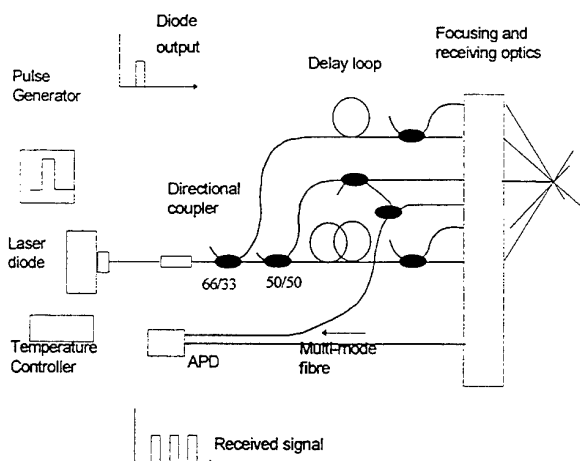 Diode
output
Focusing and
receiving optics
Delay loop
Pulse
Generator
Directional
coupler
Laser
diode
66/33
50/50
Temperature
Controller
APD
Multi-mode
fibre
Received signal